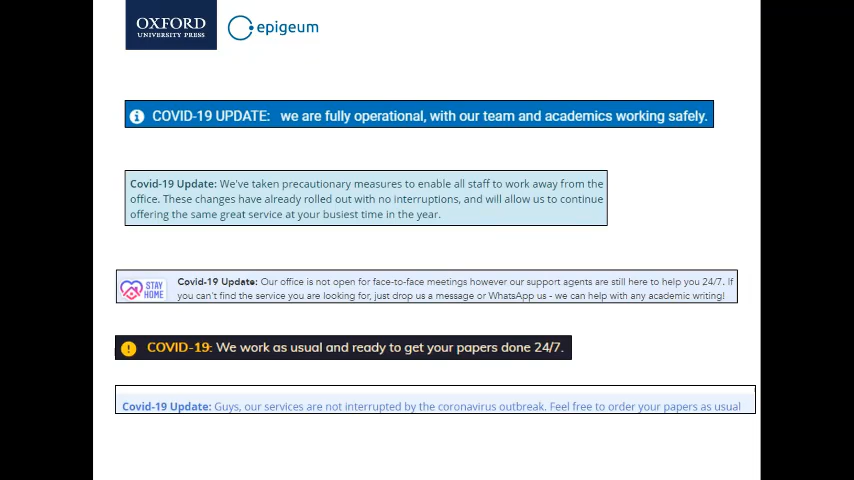 OXFORD
UNIVERSITY PRESS
epigeum
COVID-19 UPDATE: we are fully operational, with our team and academics working safely.
Covid-19 Update: We've taken precautionary measures to enable all staff to work away from the
office. These changes have already rolled out with no interruptions, and will allow us to continue
offering the same great service at your busiest time in the year.
STAY
HOME
Covid-19 Update: Our office is not open for face-to-face meetings however our support agents are still here to help you 24/7. If
you can't find the service you are looking for, just drop us a message or WhatsApp us - we can help with any academic writing!
COVID-19: We work as usual and ready to get your papers done 24/7.
Covid-19 Update: Guys, our services are not interrupted by the coronavirus outbreak. Feel free to order your papers as usual